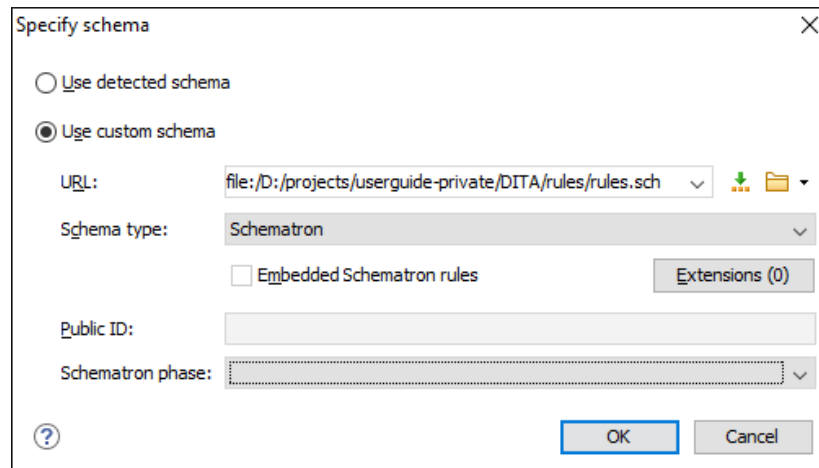 Specify schema
Use detected schema
Use custom schema
URL: file:/D:/projects/userguide-private/DITA/rules/rules.sch
Schema type: Schematron
Embedded Schematron rules Extensions (0)
Public ID:
Schematron phase:
? OK Cancel